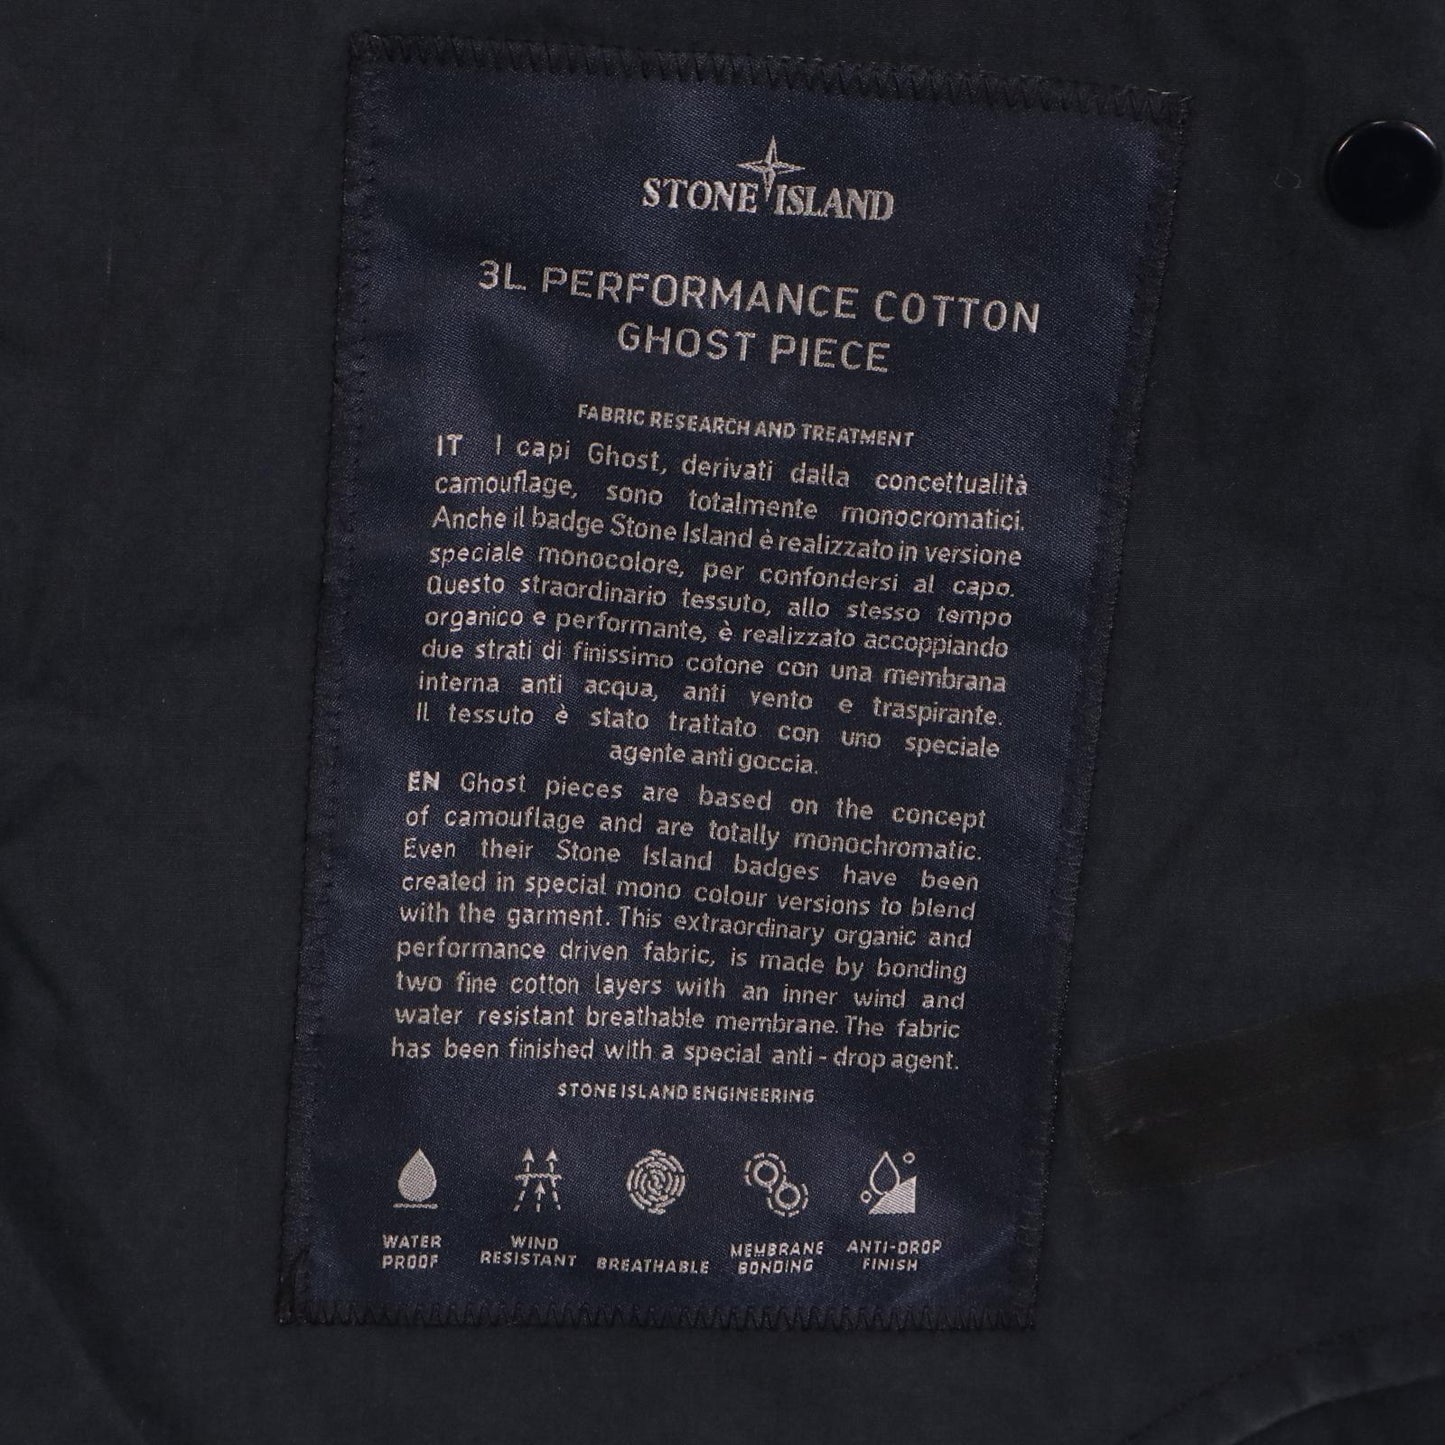 STONE ISLAND
3L PERFORMANCE COTTON
GHOST PIECE
FABRIC RESEARCH AND TREATMENT
IT I capi Ghost, derivati dalla concettualità
camouflage, sono totalmente monocromatici.
Anche il badge Stone Island è realizzato in versione
speciale monocolore, per confondersi al capo.
Questo straordinario tessuto, allo stesso tempo
organico e performante, è realizzato accoppiando
due strati di finissimo cotone con una membrana
interna anti acqua, anti vento e traspirante.
Il tessuto è stato trattato con uno speciale
agente anti goccia.
EN Ghost pieces are based on the concept
of camouflage and are totally monochromatic.
Even their Stone Island badges have been
created in special mono colour versions to blend
with the garment. This extraordinary organic and
performance driven fabric, is made by bonding
two fine cotton layers with an inner wind and
water resistant breathable membrane. The fabric
has been finished with a special anti - drop agent.
STONE ISLAND ENGINEERING
WATER PROOF
WIND RESISTANT
BREATHABLE
MEMBRANE BONDING
ANTI-DROP FINISH